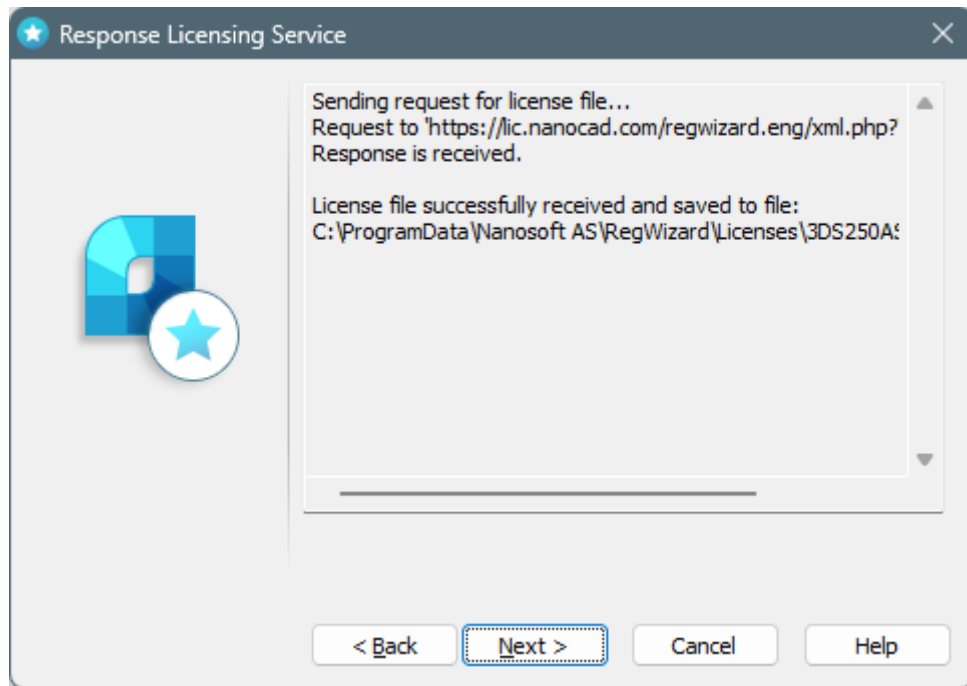 Response Licensing Service
Sending request for license file...
Request to 'https://lic.nanocad.com/regwizard.eng/xml.php?
Response is received.
License file successfully received and saved to file:
C:\ProgramData\Nanosoft AS\RegWizard\Licenses\3DS250AS
< Back
Next >
Cancel
Help